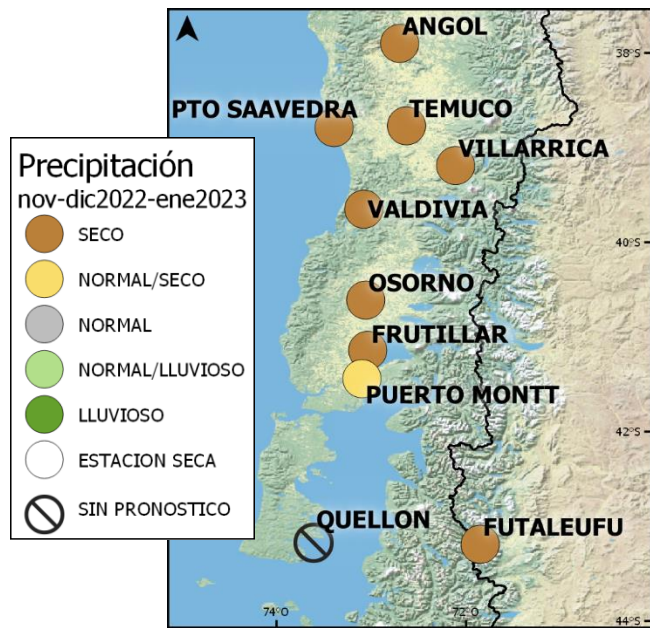 ANGOL
38°S
PTO SAAVEDRA
TEMUCO
VILLARRICA
Precipitación
nov-dic2022-ene2023
SECO
NORMAL/SECO
NORMAL
NORMAL/LLUVIOSO
LLUVIOSO
ESTACION SECA
SIN PRONOSTICO
VALDIVIA
40°S
OSORNO
FRUTILLAR
PUERTO MONTT
42°S
QUELLON
FUTALEUFU
74°O
72°O
44°S